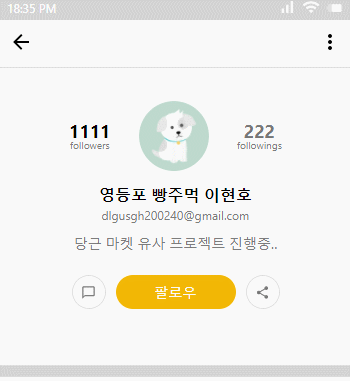 18:35 PM
1111
followers
222
followings
영등포 빵주먹 이현호
dlgusgh200240@gmail.com
당근 마켓 유사 프로젝트 진행중..
팔로우